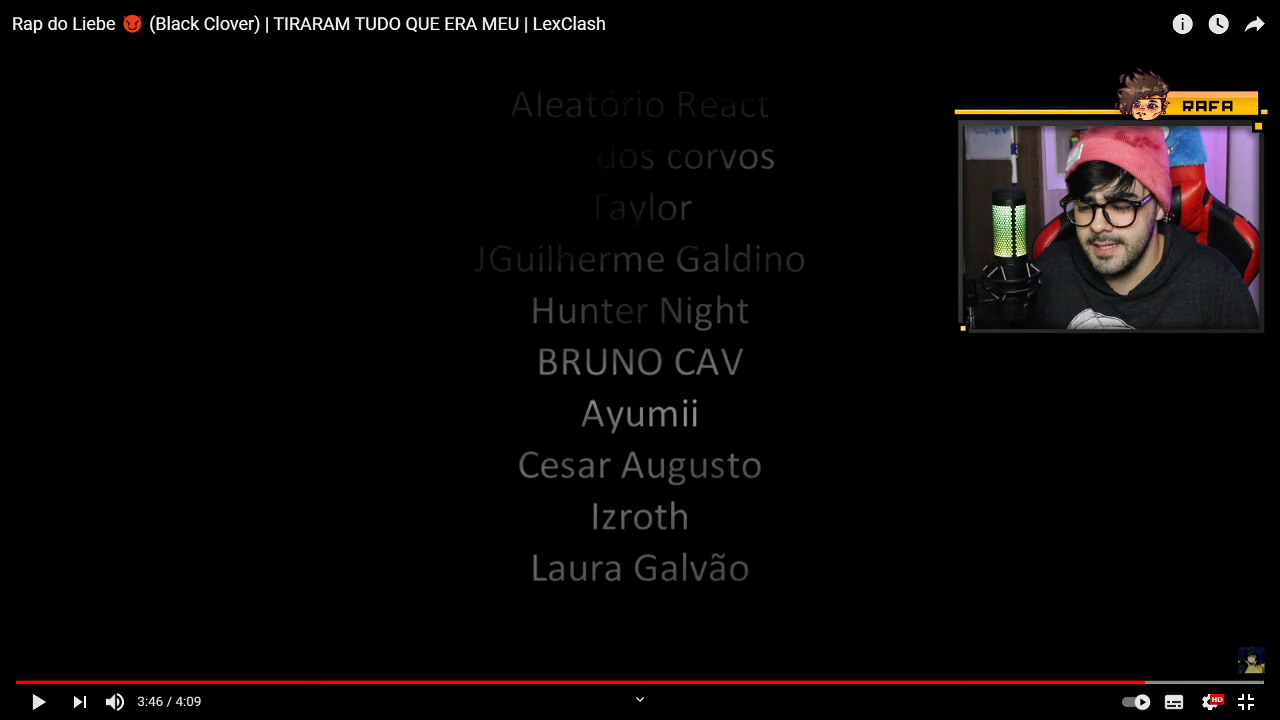 Rap do Liebe 😈 (Black Clover) | TIRARAM TUDO QUE ERA MEU | LexClash
RAFA
Aleatório React
dos corvos
Taylor
JGuilherme Galdino
Hunter Night
BRUNO CAV
Ayumii
Cesar Augusto
Izroth
Laura Galvão
3:46 / 4:09
HD